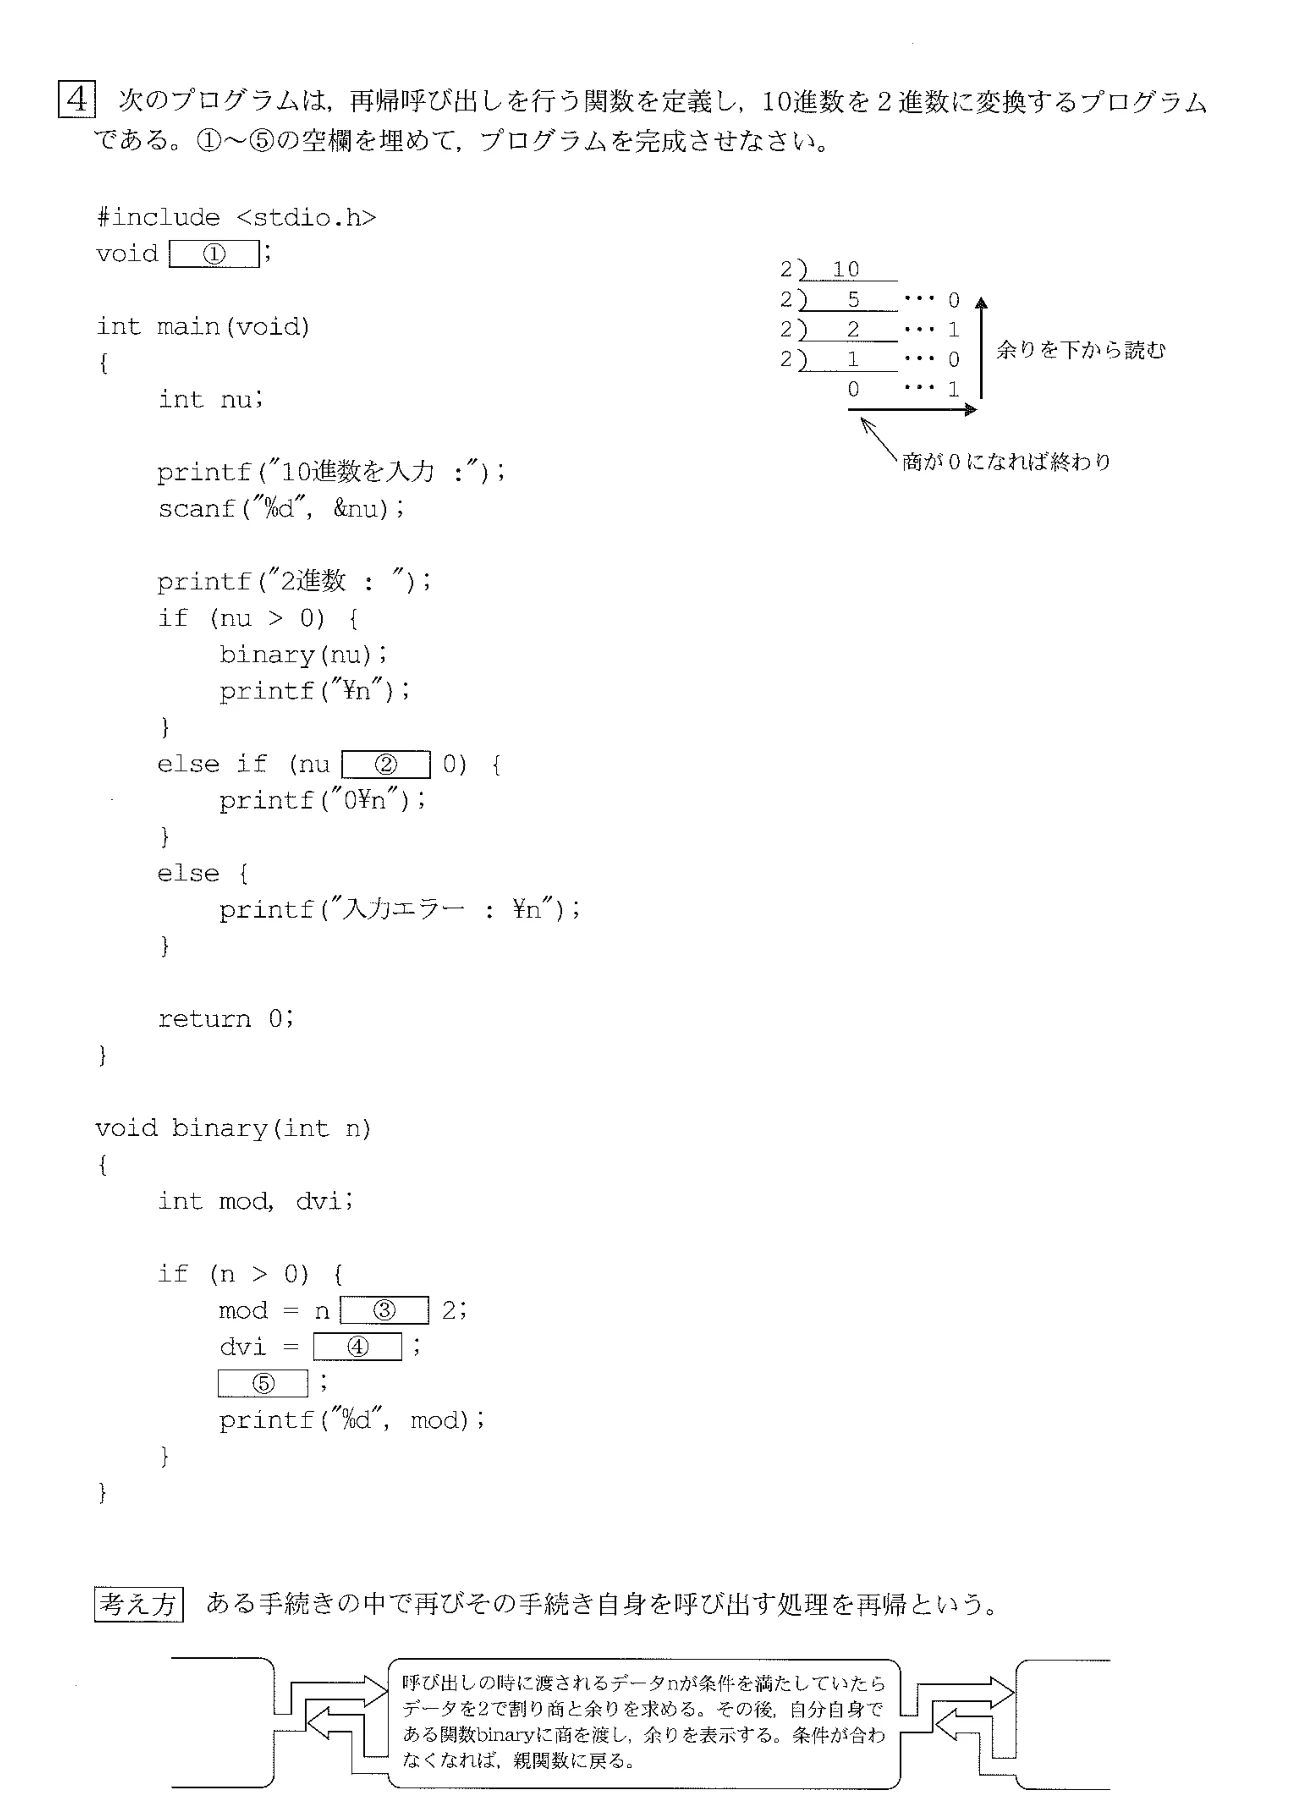 4 次のプログラムは，再帰呼び出しを行う関数を定義し，10進数を２進数に変換するプログラム
である。①～⑤の空欄を埋めて，プログラムを完成させなさい。
#include <stdio.h>
void ① ;
int main(void)
{
int nu;
printf("10進数を入力 :");
scanf("%d", &nu);
printf("2進数 : ");
if (nu > 0) {
binary(nu);
printf("¥n");
}
else if (nu ② 0) {
printf("0¥n");
}
else {
printf("入力エラー : ¥n");
}
return 0;
}
void binary(int n)
{
int mod, dvi;
if (n > 0) {
mod = n ③ 2;
dvi = ④ ;
⑤ ;
printf("%d", mod);
}
}
2) 10
2) 5 … 0
2) 2 … 1
2) 1 … 0
0 … 1
余りを下から読む
商が０になれば終わり
考え方 ある手続きの中で再びその手続き自身を呼び出す処理を再帰という。
呼び出しの時に渡されるデータnが条件を満たしていたら
データを2で割り商と余りを求める。その後，自分自身で
ある関数binaryに商を渡し，余りを表示する。条件が合わ
なくなれば，親関数に戻る。